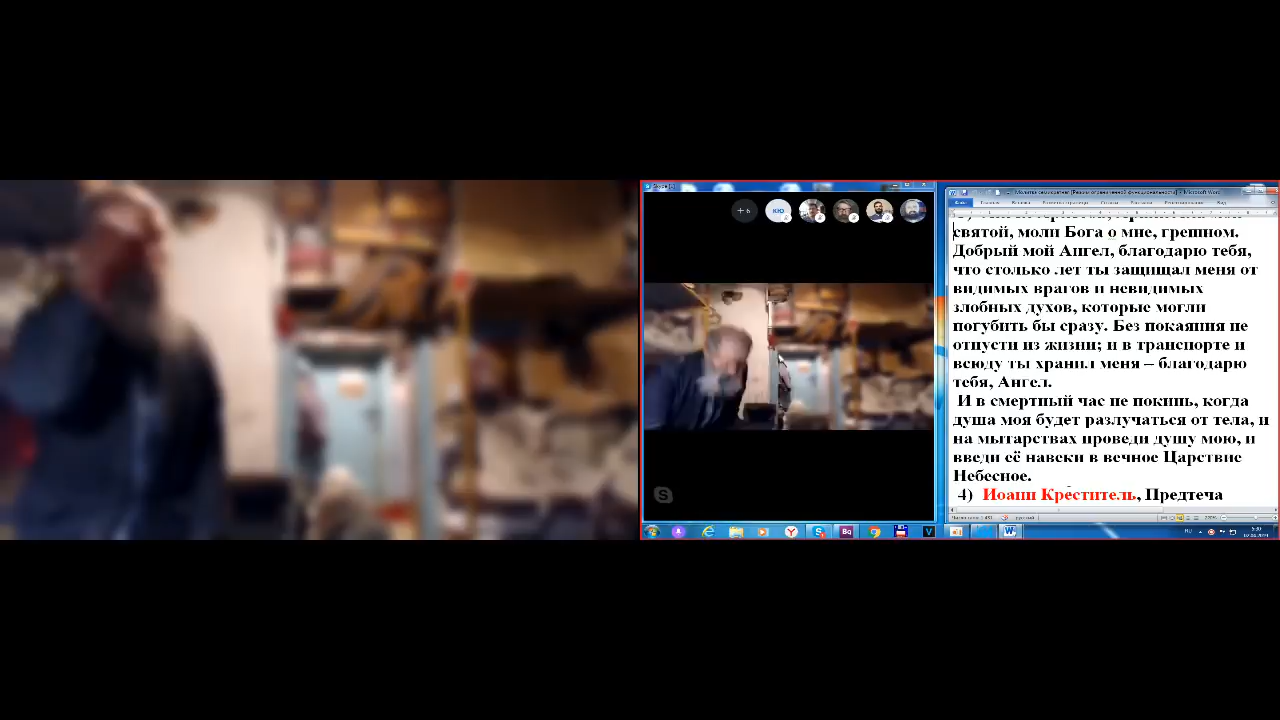 +6
КЮ
святой, моли Бога о мне, грешном.
Добрый мой Ангел, благодарю тебя,
что столько лет ты защищал меня от
видимых врагов и невидимых
злобных духов, которые могли
погубить бы сразу. Без покаяния не
отпусти из жизни; и в транспорте и
всюду ты хранил меня – благодарю
тебя, Ангел.
И в смертный час не покинь, когда
душа моя будет разлучаться от тела, и
на мытарствах проведи душу мою, и
введи её навеки в вечное Царствие
Небесное.
4) Иоанн Креститель, Предтеча